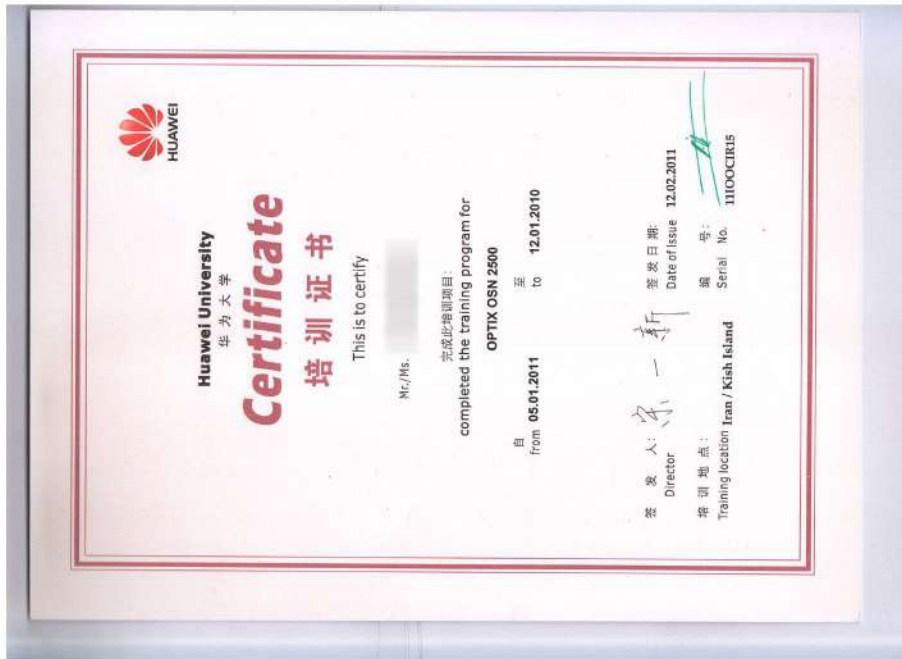 HUAWEI
Huawei University
华为大学
Certificate
培训证书
This is to certify
Mr./Ms.
完成此培训项目:
completed the training program for
OPTIX OSN 2500
自 至
from 05.01.2011 to 12.01.2010
签 发 人: 签发日期:
Director Date of Issue 12.02.2011
培训地点: 编 号:
Training location Iran / Kish Island Serial No. 11IOOCIR15